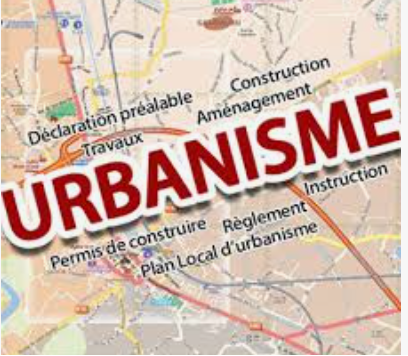 Construction
Déclaration préalable
Aménagement
Travaux
URBANISME
Instruction
Permis de construire
Règlement
Plan Local d'urbanisme